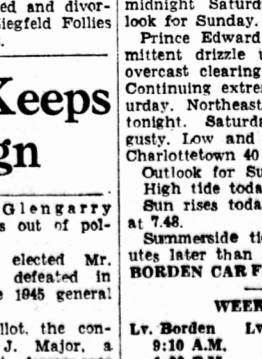 ed and divor-
iegfeld Follies
Keeps
gn
Glengarry
s out of pol-
elected Mr.
defeated in
1945 general
llot, the con-
J. Major, a
midnight Saturd
look for Sunday.
Prince Edward
mittent drizzle
overcast clearing
Continuing extre
urday. Northeast
tonight. Saturda
gusty. Low and
Charlottetown 40
Outlook for Su
High tide toda
Sun rises toda
at 7.48.
Summerside ti
utes later than
BORDEN CAR F
WEEK
Lv. Borden Lv
9:10 A.M.